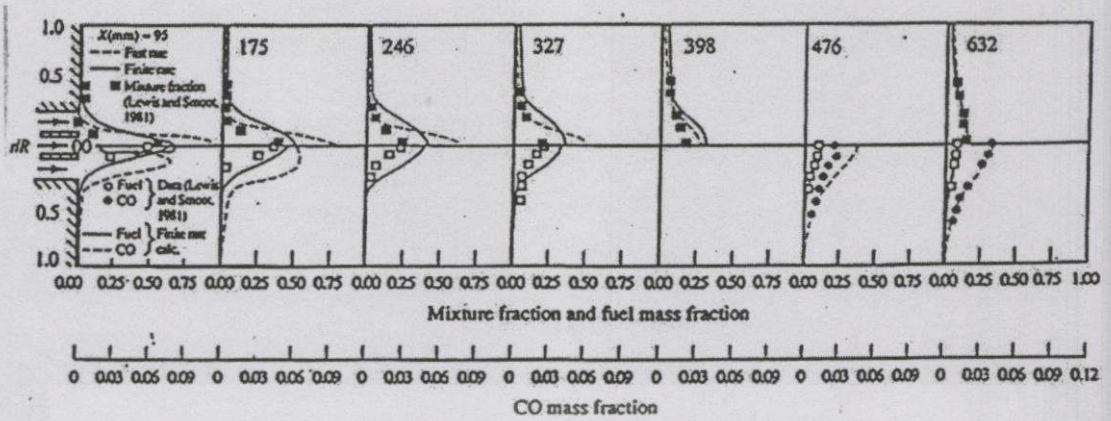 1.0
0.5
r/R
0.5
1.0
X(mm) = 95
Fast rate
Finite rate
Mixture fraction
(Lewis and Smoot,
1981)
175
246
327
398
476
632
Fuel
CO
Data (Lewis
and Smoot,
1981)
Fuel
CO
Finite rate
calc.
0.00 0.25 0.50 0.75 0.00 0.25 0.50 0.75 0.00 0.25 0.50 0.75 0.00 0.25 0.50 0.75 0.00 0.25 0.50 0.75 0.00 0.25 0.50 0.75 0.00 0.25 0.50 0.75 1.00
Mixture fraction and fuel mass fraction
0 0.03 0.06 0.09 0 0.03 0.06 0.09 0 0.03 0.06 0.09 0 0.03 0.06 0.09 0 0.03 0.06 0.09 0 0.03 0.06 0.09 0 0.03 0.06 0.09 0.12
CO mass fraction